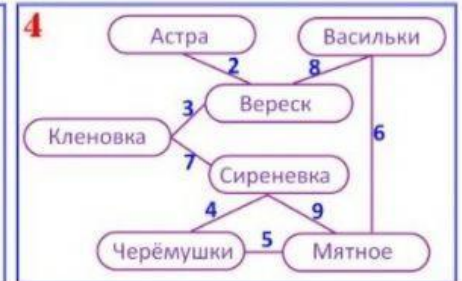 4
Астра
Васильки
2
8
Вереск
3
Кленовка
6
7
Сиреневка
4
9
Черёмушки
5
Мятное